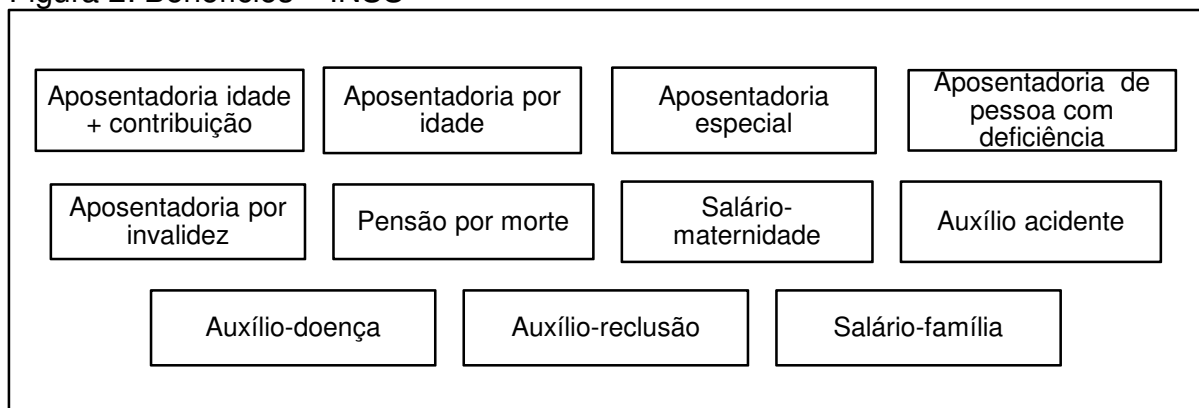 Figura 2: Benefícios – INSS
Aposentadoria idade
+ contribuição
Aposentadoria por
idade
Aposentadoria
especial
Aposentadoria de
pessoa com
deficiência
Aposentadoria por
invalidez
Pensão por morte
Salário-
maternidade
Auxílio acidente
Auxílio-doença
Auxílio-reclusão
Salário-família